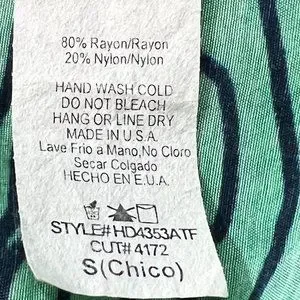 80% Rayon/Rayon
20% Nylon/Nylon
HAND WASH COLD
DO NOT BLEACH
HANG OR LINE DRY
MADE IN U.S.A.
Lave Frio a Mano,No Cloro
Secar Colgado
HECHO EN E.U.A.
STYLE#HD4353ATF
CUT# 4172
S(Chico)